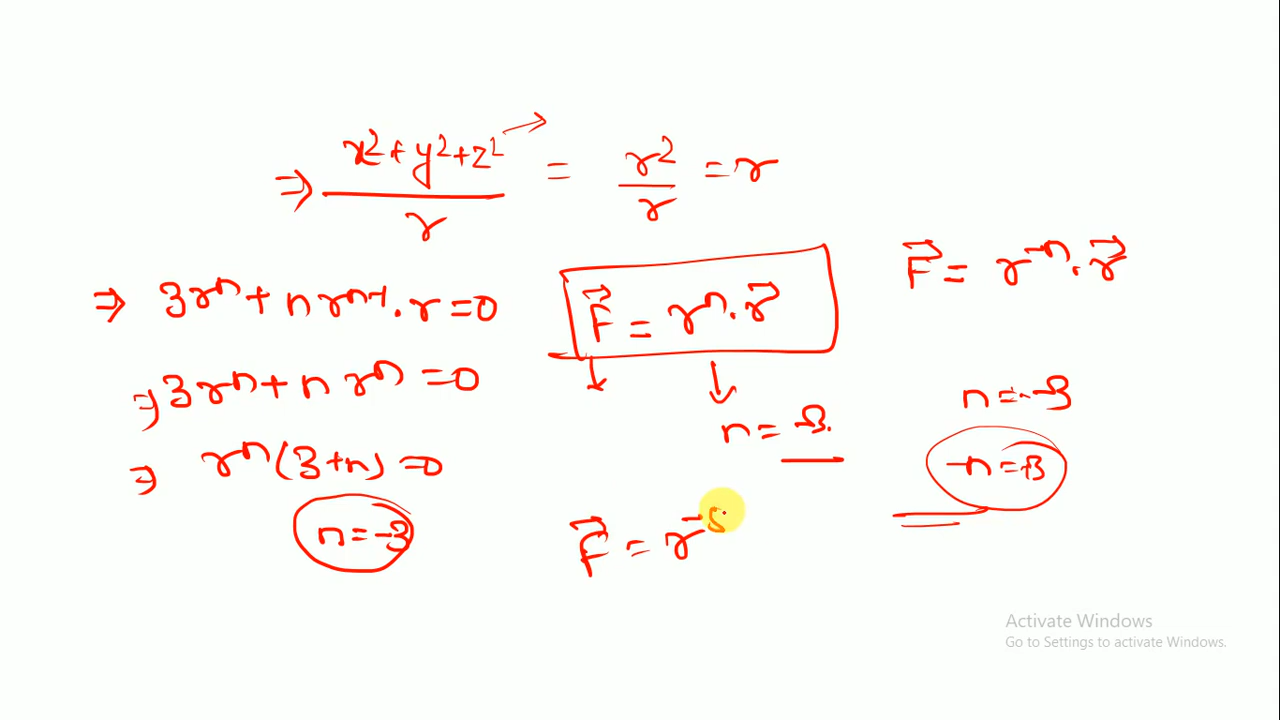 ⇒ x²+y²+z² / r → = r²/r = r
⇒ 3rⁿ + n rⁿ⁻¹ . r = 0
F⃗ = rⁿ . r⃗
F⃗ = r⁻ⁿ . r⃗
⇒ 3rⁿ + n rⁿ = 0
n = -3.
n = -3
⇒ rⁿ(3+n) = 0
-n = -3
n = -3
F⃗ = r⁻
Activate Windows
Go to Settings to activate Windows.